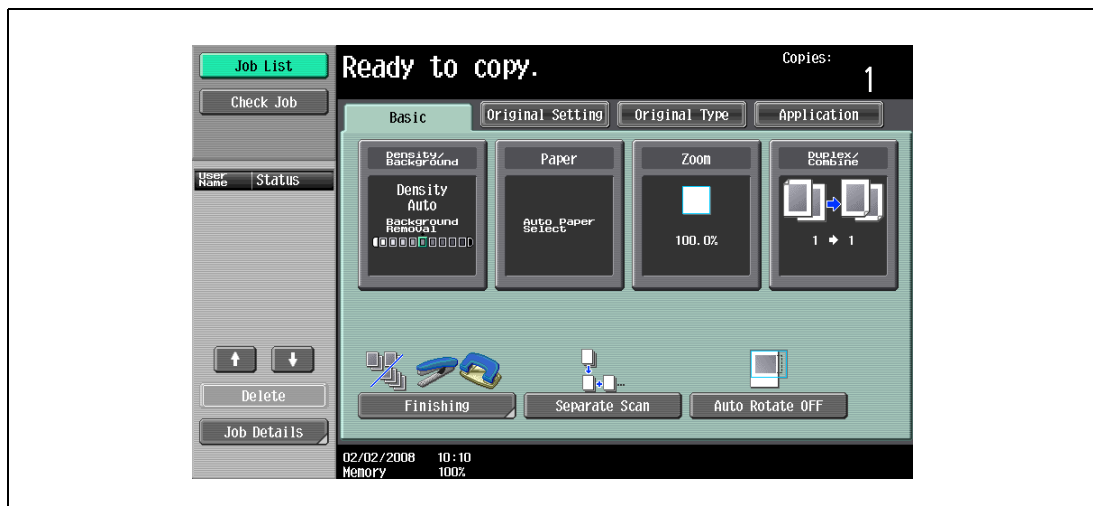 Job List
Check Job
User Name
Status
Delete
Job Details
Ready to copy.
Copies:
1
Basic
Original Setting
Original Type
Application
Density/
Background
Density
Auto
Background
Removal
Paper
Auto Paper
Select
Zoom
100.0%
Duplex/
Combine
1 → 1
Finishing
Separate Scan
Auto Rotate OFF
02/02/2008 10:10
Memory 100%